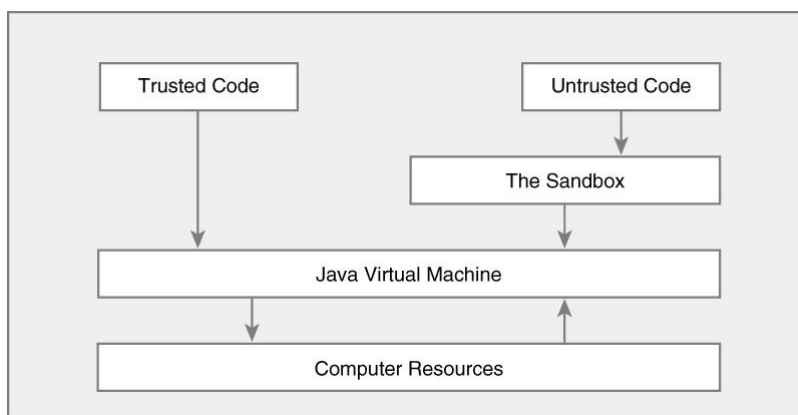 Trusted Code
Untrusted Code
The Sandbox
Java Virtual Machine
Computer Resources